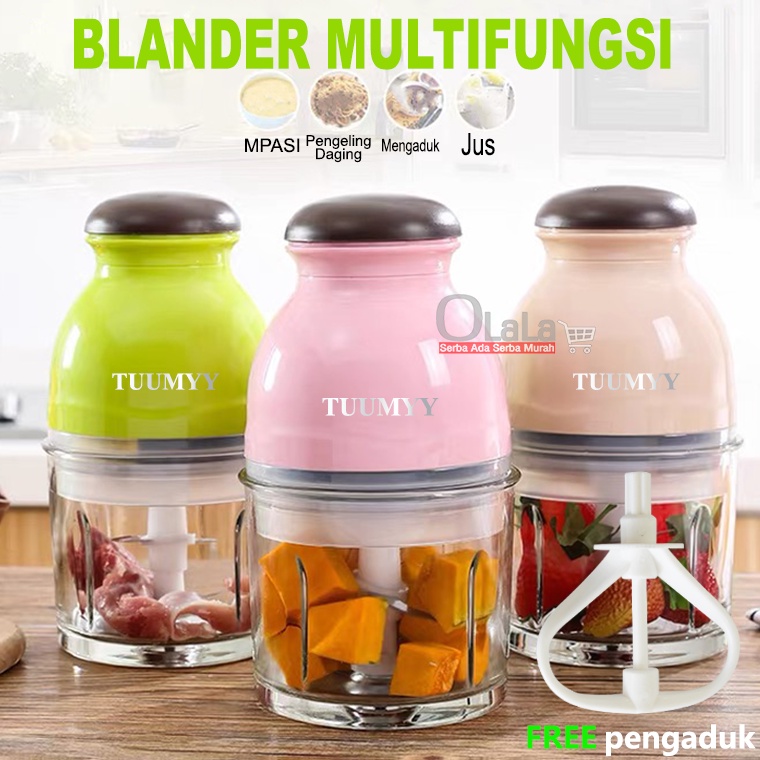 BLANDER MULTIFUNGSI
MPASI
Pengeling
Daging
Mengaduk
Jus
OLaLa
Serba Ada Serba Murah
TUUMYY
TUUMYY
TUUMYY
FREE pengaduk